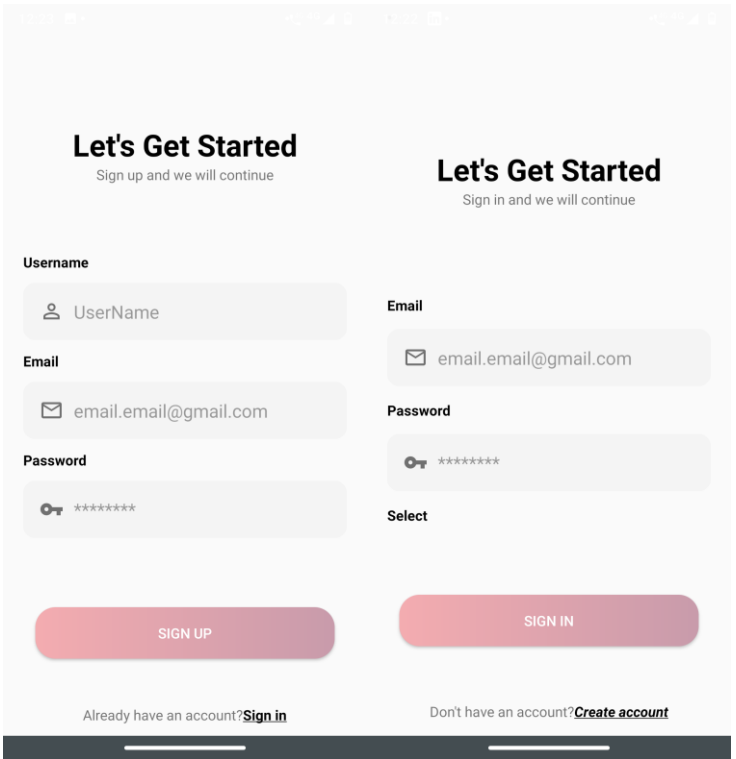 Let's Get Started
Sign up and we will continue
Username
UserName
Email
email.email@gmail.com
Password
********
SIGN UP
Already have an account?Sign in
Let's Get Started
Sign in and we will continue
Email
email.email@gmail.com
Password
********
Select
SIGN IN
Don't have an account?Create account